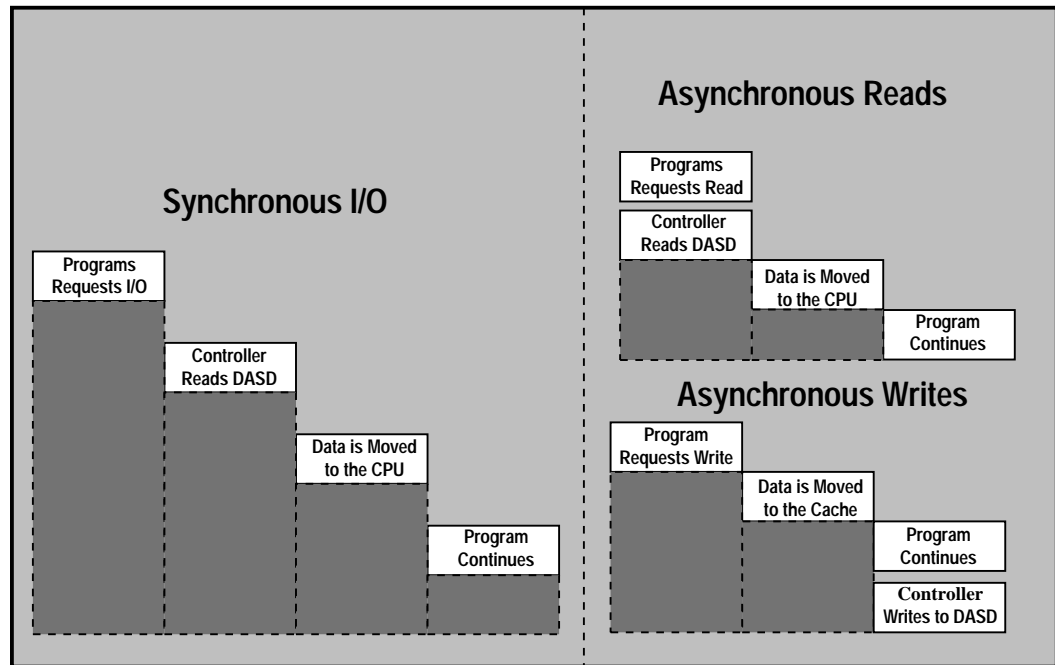 Synchronous I/O
Programs
Requests I/O
Controller
Reads DASD
Data is Moved
to the CPU
Program
Continues
Asynchronous Reads
Programs
Requests Read
Controller
Reads DASD
Data is Moved
to the CPU
Program
Continues
Asynchronous Writes
Program
Requests Write
Data is Moved
to the Cache
Program
Continues
Controller
Writes to DASD